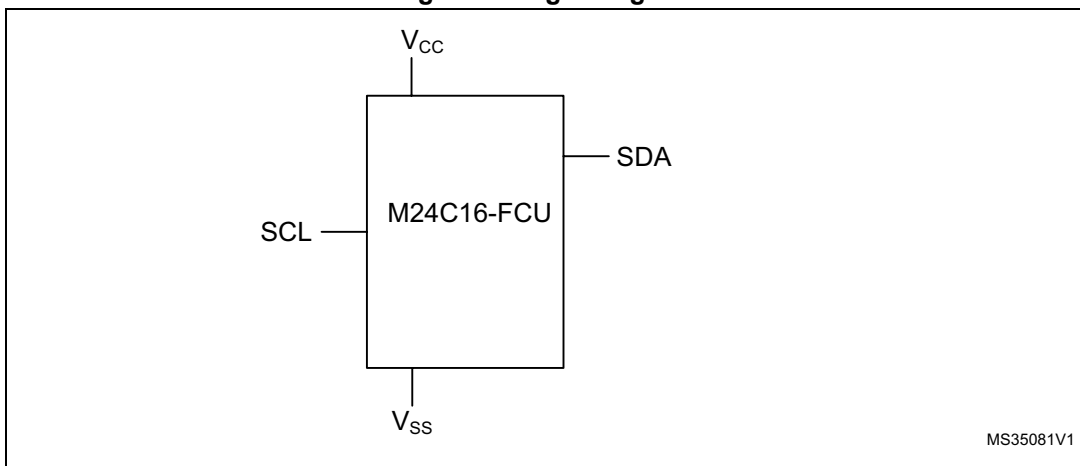 V_CC
SDA
M24C16-FCU
SCL
V_SS
MS35081V1